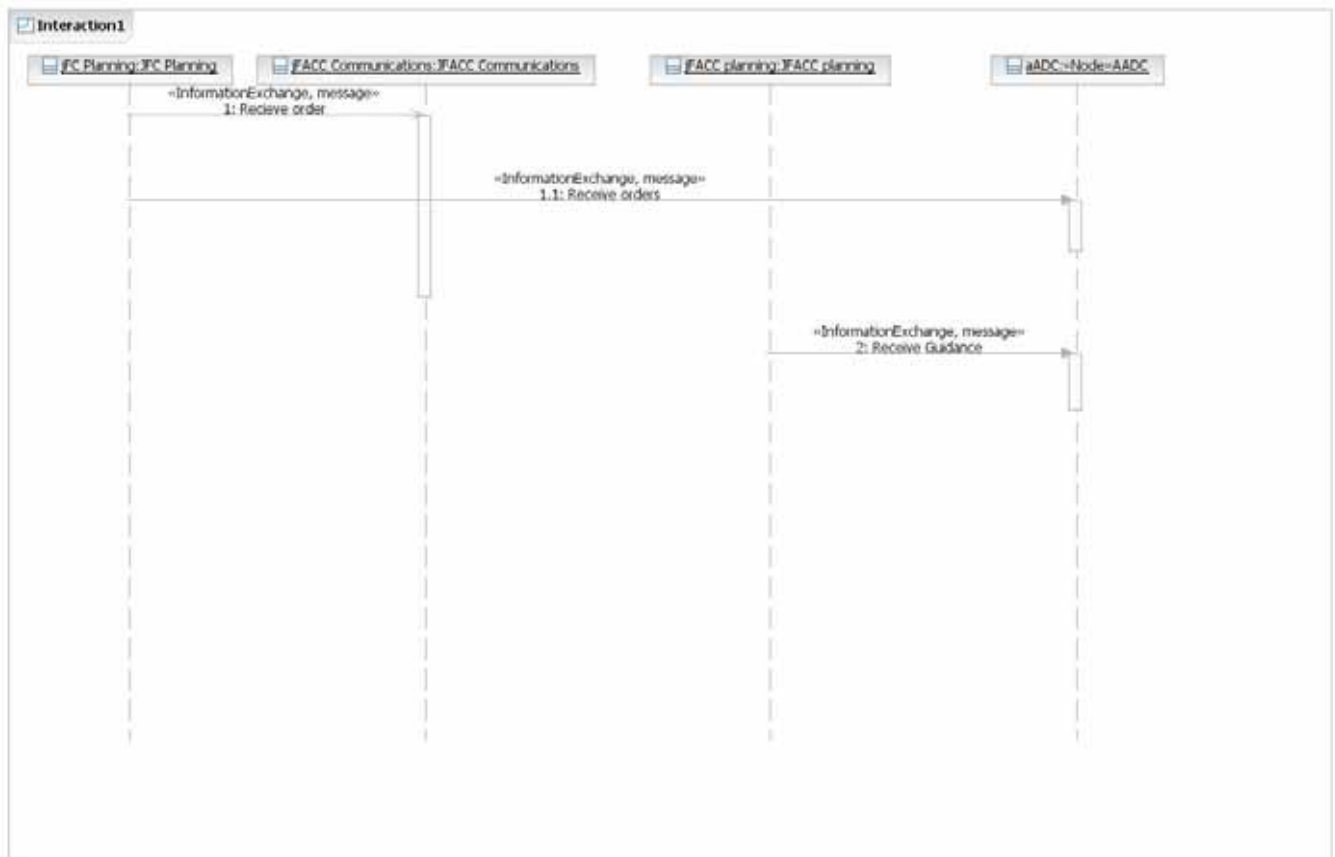 Interaction1
jFC Planning:JFC Planning
jFACC Communications:JFACC Communications
jFACC planning:JFACC planning
aADC:=Node=AADC
«InformationExchange, message»
1: Recieve order
«InformationExchange, message»
1.1: Receive orders
«InformationExchange, message»
2: Receive Guidance